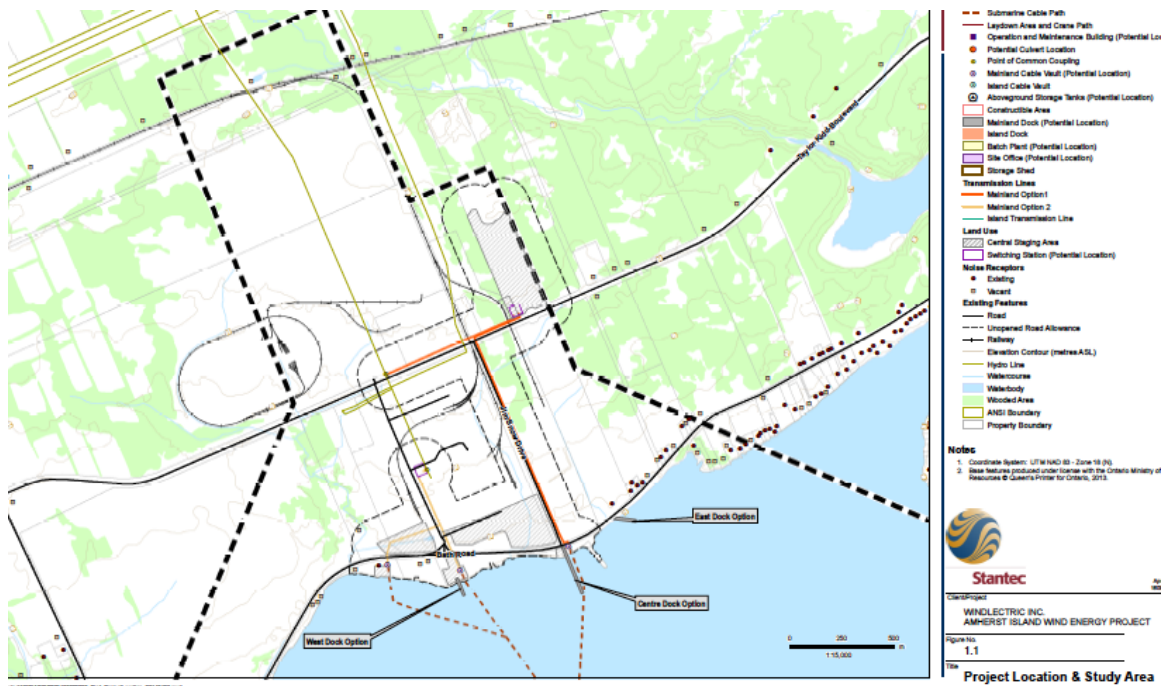 Submarine Cable Path
Laydown Area and Crane Path
Operation and Maintenance Building (Potential Loc
Potential Culvert Location
Point of Common Coupling
Mainland Cable Vault (Potential Location)
Island Cable Vault
Aboveground Storage Tanks (Potential Location)
Constructible Area
Mainland Dock (Potential Location)
Island Dock
Batch Plant (Potential Location)
Site Office (Potential Location)
Storage Shed
Transmission Lines
Mainland Option1
Mainland Option 2
Island Transmission Line
Land Use
Central Staging Area
Switching Station (Potential Location)
Noise Receptors
Existing
Vacant
Existing Features
Road
Unopened Road Allowance
Railway
Elevation Contour (metres ASL)
Hydro Line
Watercourse
Waterbody
Wooded Area
ANSI Boundary
Property Boundary
Notes
1. Coordinate System: UTM NAD 83 - Zone 18 (N).
2. Base features produced under license with the Ontario Ministry of
Resources © Queen's Printer for Ontario, 2013.
Stantec
Client/Project
WINDLECTRIC INC.
AMHERST ISLAND WIND ENERGY PROJECT
Figure No.
1.1
Title
Project Location & Study Area
Taylor Kidd Boulevard
Bath Road
East Dock Option
Centre Dock Option
West Dock Option
0 250 500
m
1:15,000